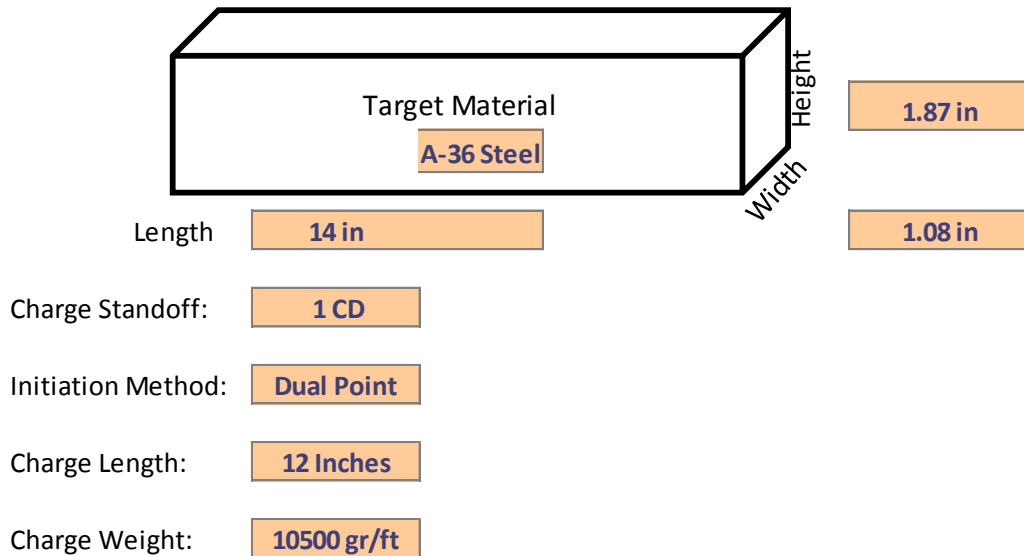 Target Material
Height
1.87 in
A-36 Steel
Width
Length 14 in 1.08 in
Charge Standoff: 1 CD
Initiation Method: Dual Point
Charge Length: 12 Inches
Charge Weight: 10500 gr/ft